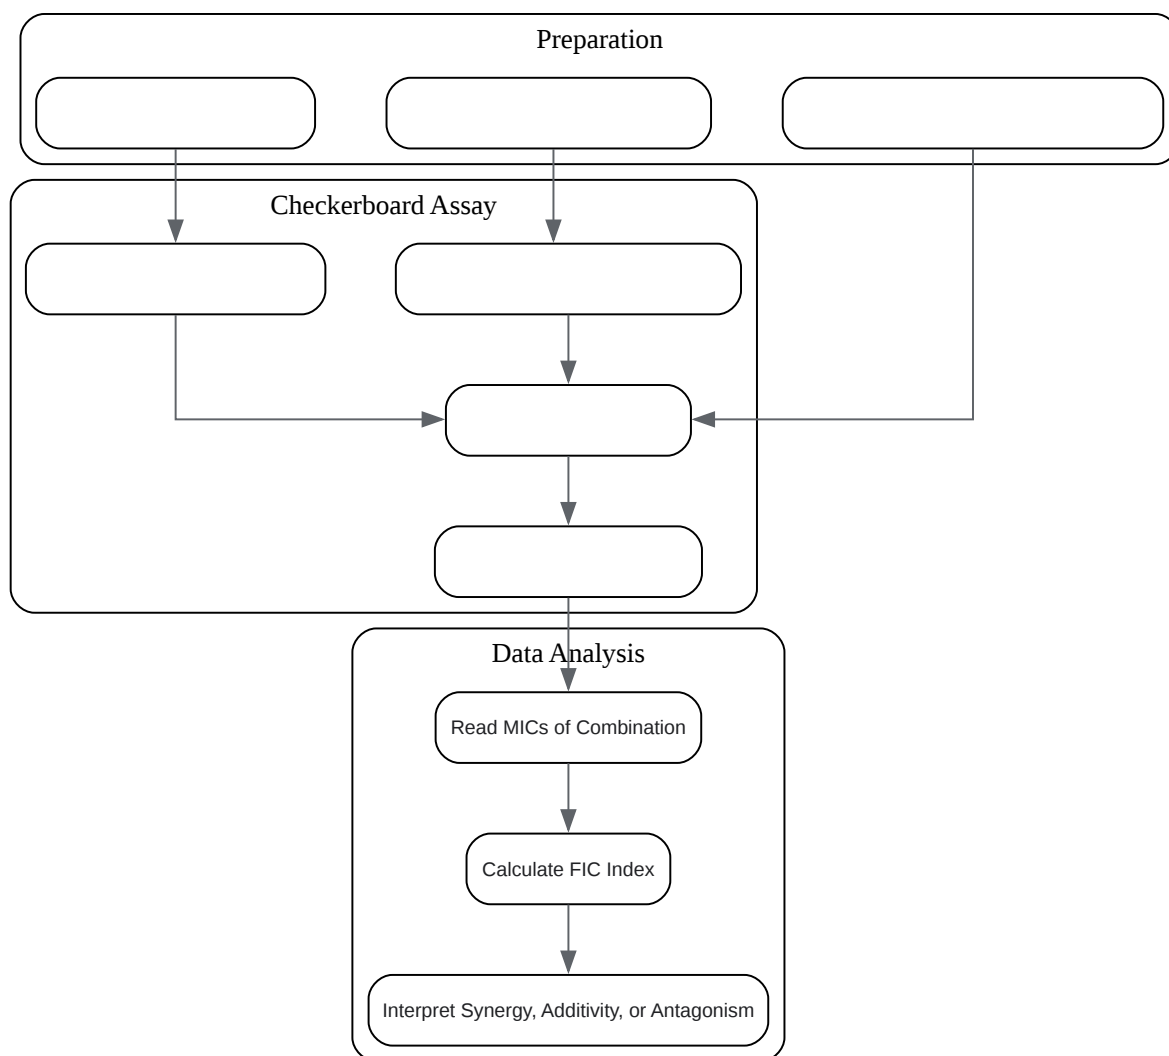 Preparation
Checkerboard Assay
Data Analysis
Read MICs of Combination
Calculate FIC Index
Interpret Synergy, Additivity, or Antagonism